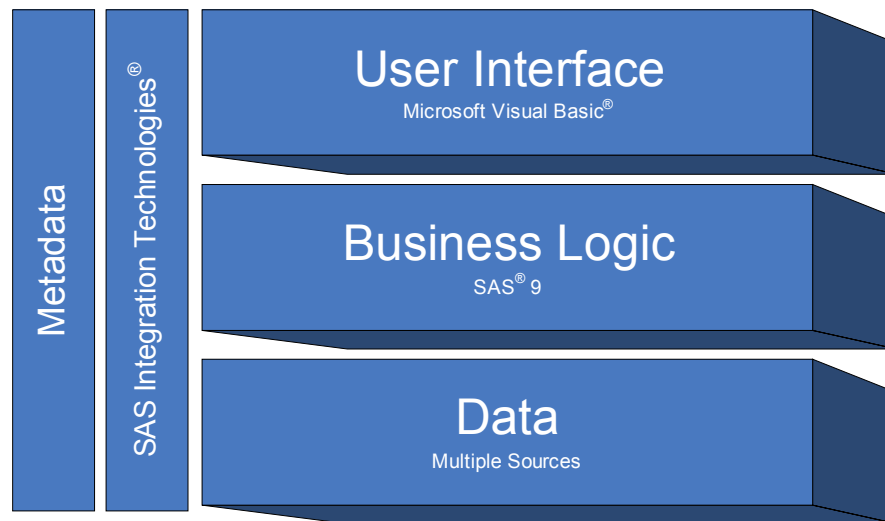 Metadata
SAS Integration Technologies®
User Interface
Microsoft Visual Basic®
Business Logic
SAS® 9
Data
Multiple Sources